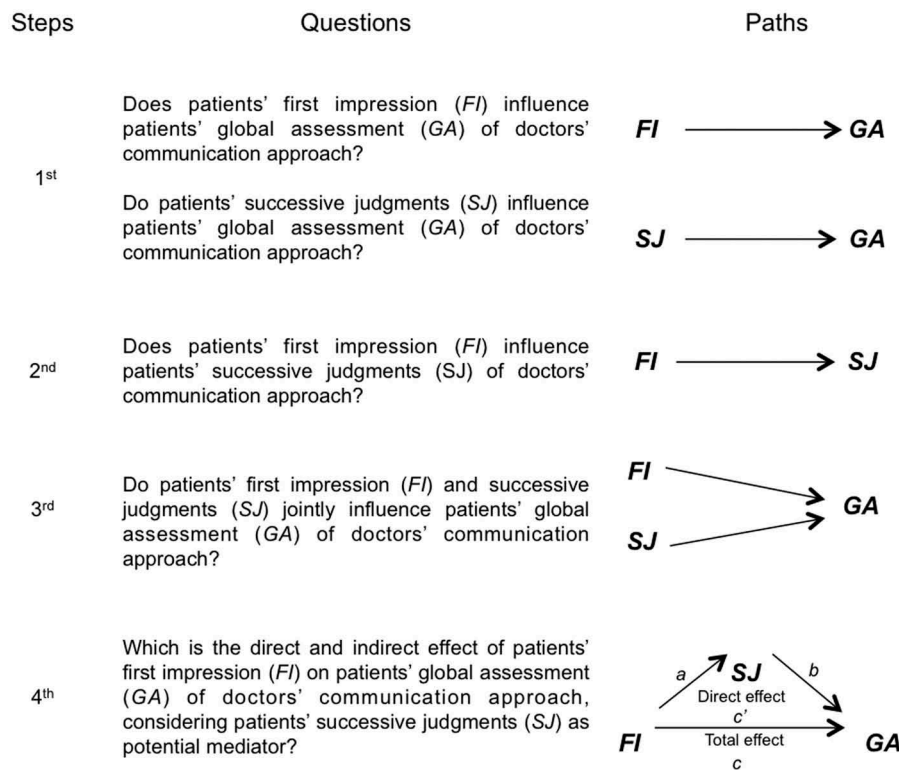 Steps Questions Paths
Does patients’ first impression (FI) influence
patients’ global assessment (GA) of doctors’
communication approach?
FI GA
1st
Do patients’ successive judgments (SJ) influence
patients’ global assessment (GA) of doctors’
communication approach?
SJ GA
2nd
Does patients’ first impression (FI) influence
patients’ successive judgments (SJ) of doctors’
communication approach?
FI SJ
3rd
Do patients’ first impression (FI) and successive
judgments (SJ) jointly influence patients’ global
assessment (GA) of doctors’ communication
approach?
FI
GA
SJ
4th
Which is the direct and indirect effect of patients’
first impression (FI) on patients’ global assessment
(GA) of doctors’ communication approach,
considering patients’ successive judgments (SJ) as
potential mediator?
a SJ b
Direct effect
c’
FI Total effect GA
c